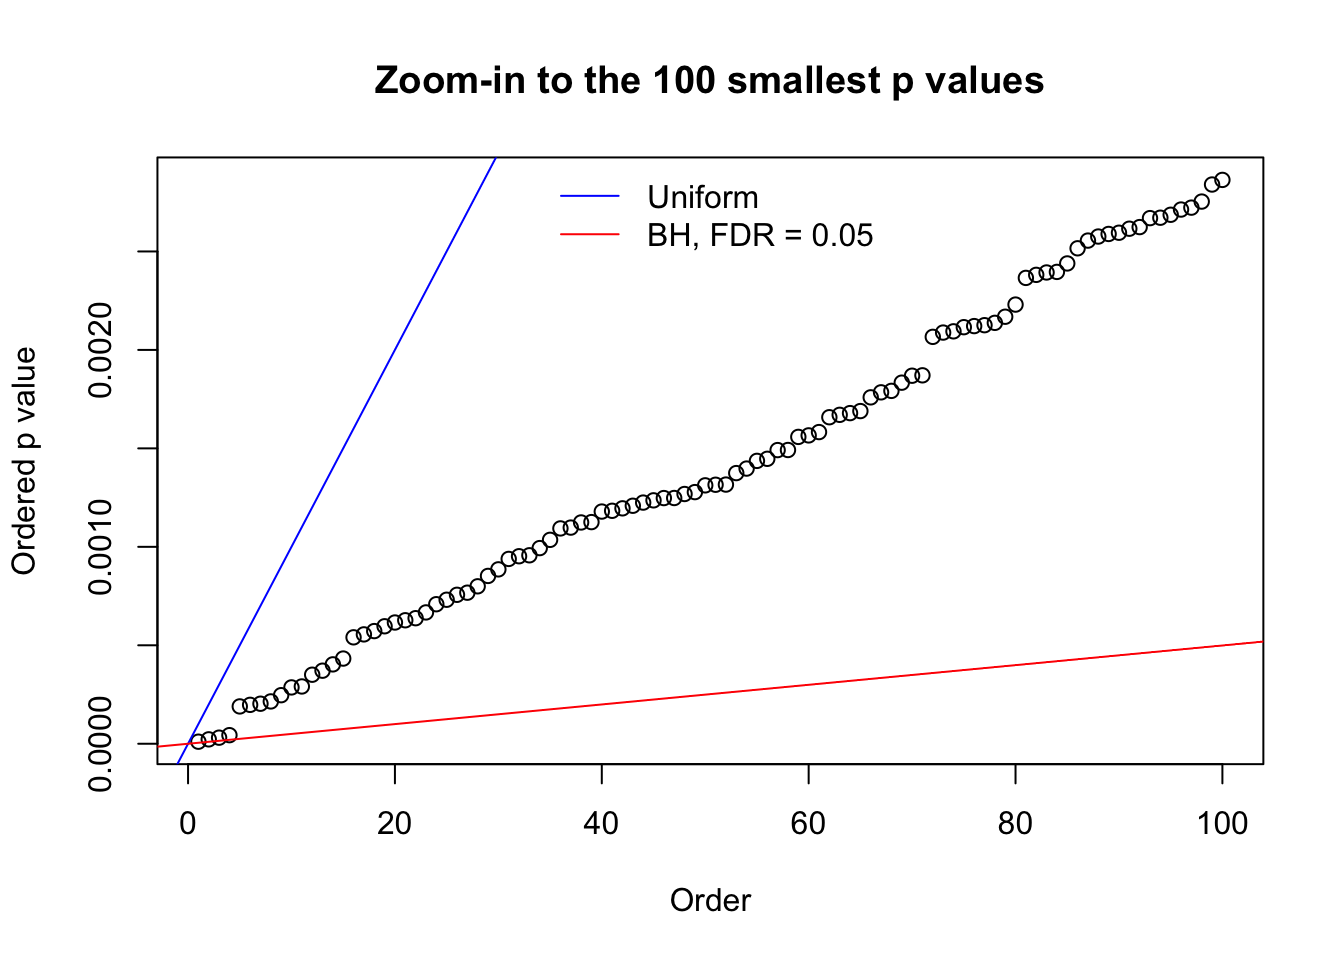 Zoom-in to the 100 smallest p values
Uniform
BH, FDR = 0.05
Ordered p value
0.0000
0.0010
0.0020
0
20
40
60
80
100
Order